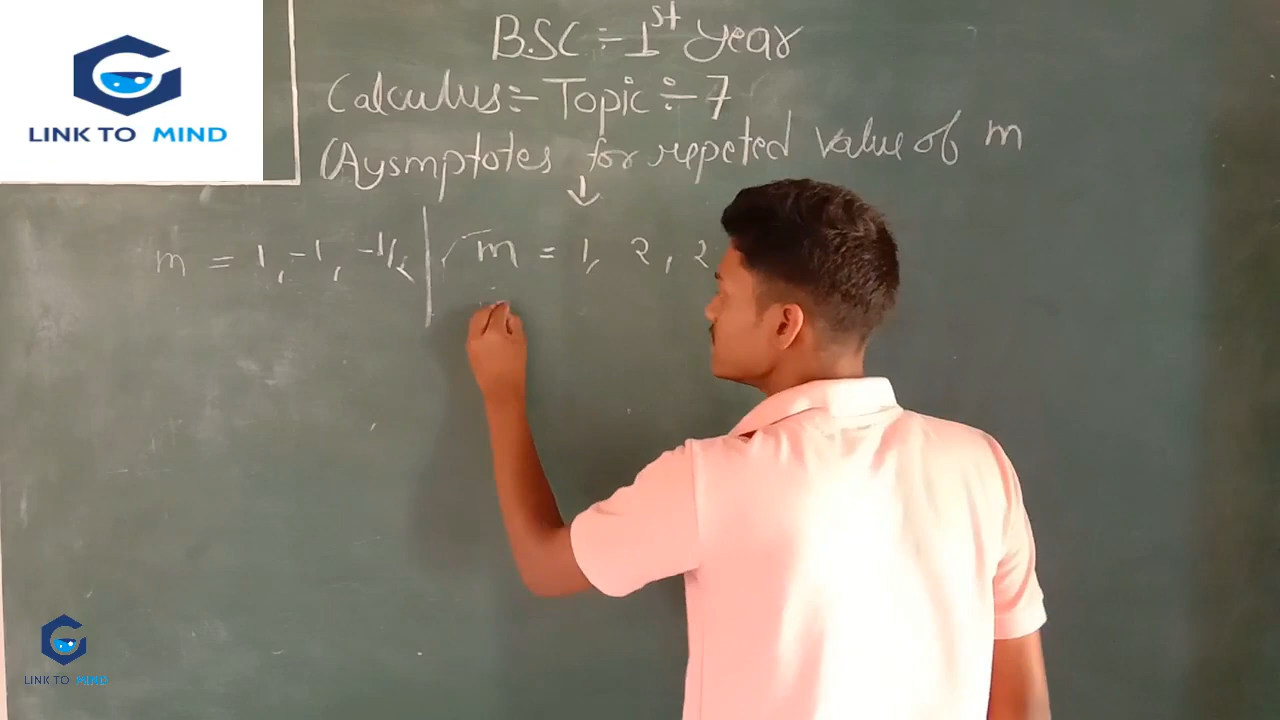 BSC ÷ 1st year
LINK TO MIND
Calculus :- Topic ÷ 7
Aysmptotes for repeted value of m
m = 1, -1, -1/2
m = 1, 2, 2
LINK TO MIND